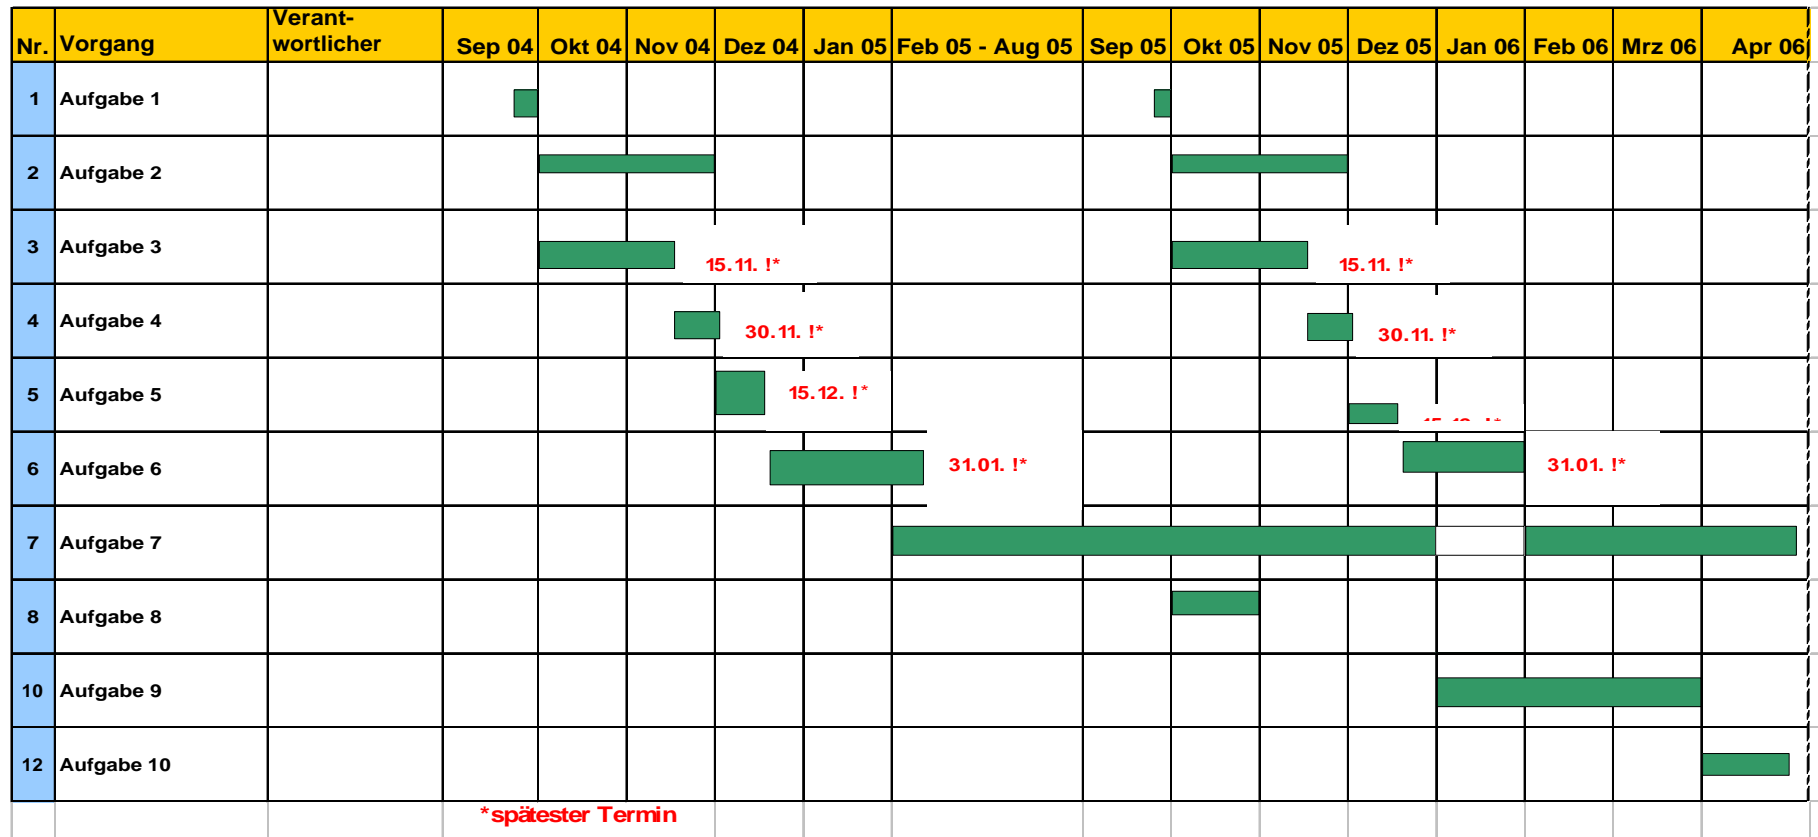 Nr. Vorgang Verant-
wortlicher Sep 04 Okt 04 Nov 04 Dez 04 Jan 05 Feb 05 - Aug 05 Sep 05 Okt 05 Nov 05 Dez 05 Jan 06 Feb 06 Mrz 06 Apr 06
1 Aufgabe 1
2 Aufgabe 2
3 Aufgabe 3 15.11. !* 15.11. !*
4 Aufgabe 4 30.11. !* 30.11. !*
5 Aufgabe 5 15.12. !*
6 Aufgabe 6 31.01. !* 31.01. !*
7 Aufgabe 7
8 Aufgabe 8
10 Aufgabe 9
12 Aufgabe 10
*spätester Termin